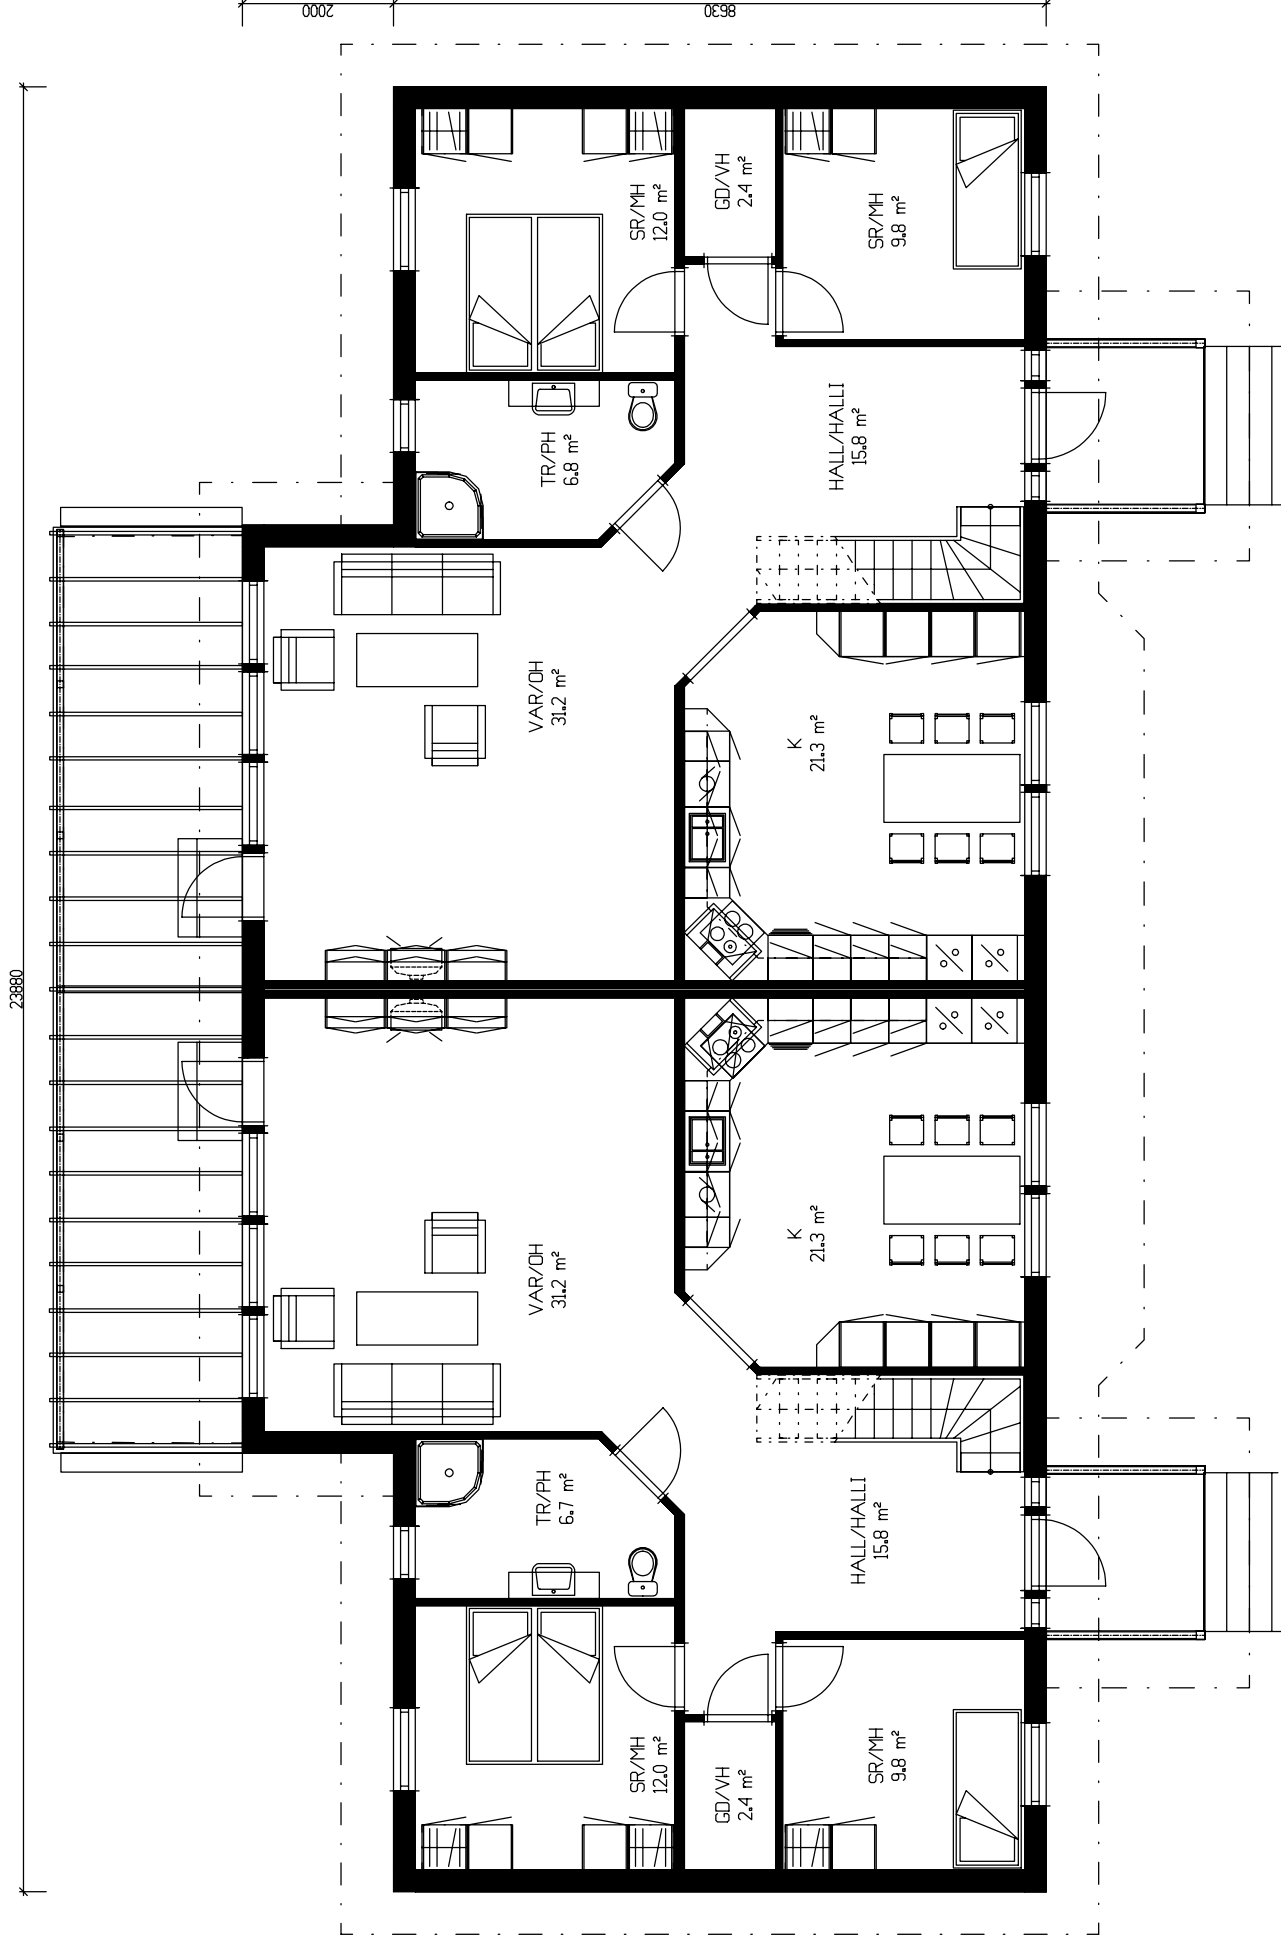 2000
8630
23880
SR/MH
12.0 m²
GD/VH
2.4 m²
SR/MH
9.8 m²
TR/PH
6.8 m²
HALL/HALLI
15.8 m²
VAR/OH
31.2 m²
K
21.3 m²
VAR/OH
31.2 m²
K
21.3 m²
TR/PH
6.7 m²
HALL/HALLI
15.8 m²
SR/MH
12.0 m²
GD/VH
2.4 m²
SR/MH
9.8 m²